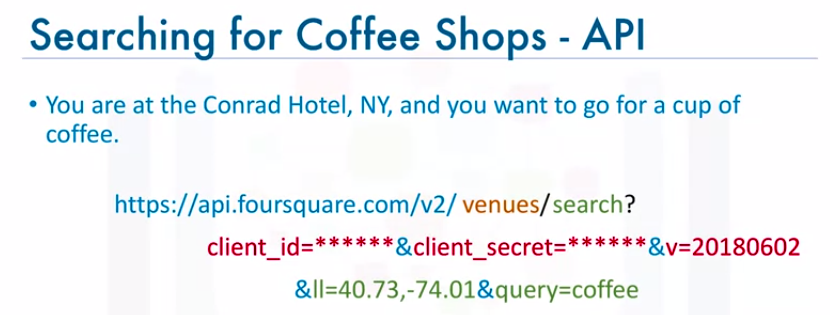 Searching for Coffee Shops - API
• You are at the Conrad Hotel, NY, and you want to go for a cup of
coffee.
https://api.foursquare.com/v2/ venues/search?
client_id=******&client_secret=******&v=20180602
&ll=40.73,-74.01&query=coffee